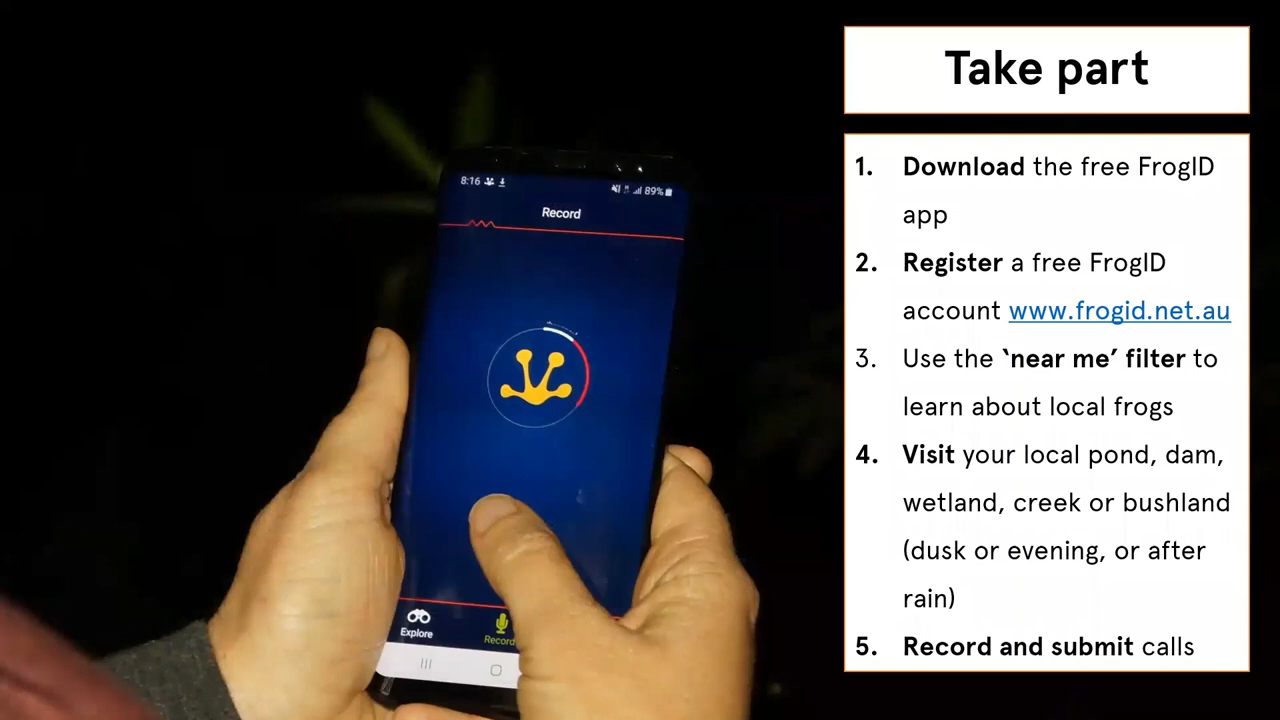 Take part
1. Download the free FrogID
app
2. Register a free FrogID
account www.frogid.net.au
3. Use the ‘near me’ filter to
learn about local frogs
4. Visit your local pond, dam,
wetland, creek or bushland
(dusk or evening, or after
rain)
5. Record and submit calls
8:16 89%
Record
Explore
Record